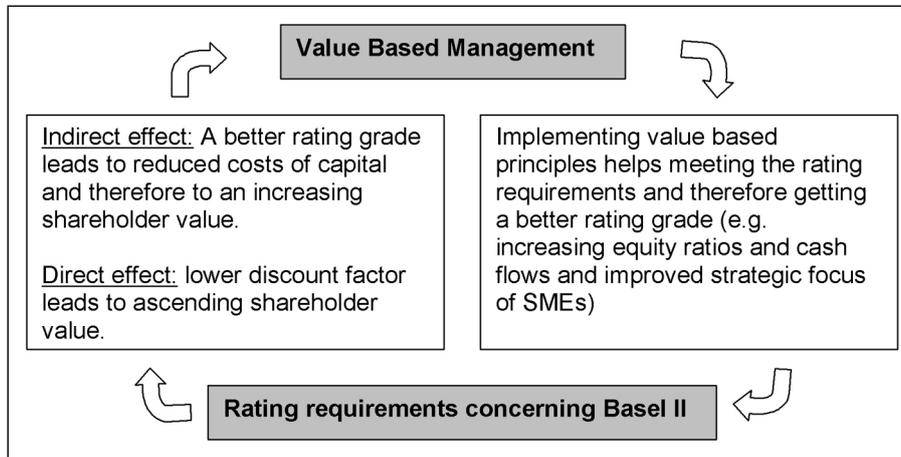 Value Based Management
Indirect effect: A better rating grade
leads to reduced costs of capital
and therefore to an increasing
shareholder value.
Direct effect: lower discount factor
leads to ascending shareholder
value.
Implementing value based
principles helps meeting the rating
requirements and therefore getting
a better rating grade (e.g.
increasing equity ratios and cash
flows and improved strategic focus
of SMEs)
Rating requirements concerning Basel II